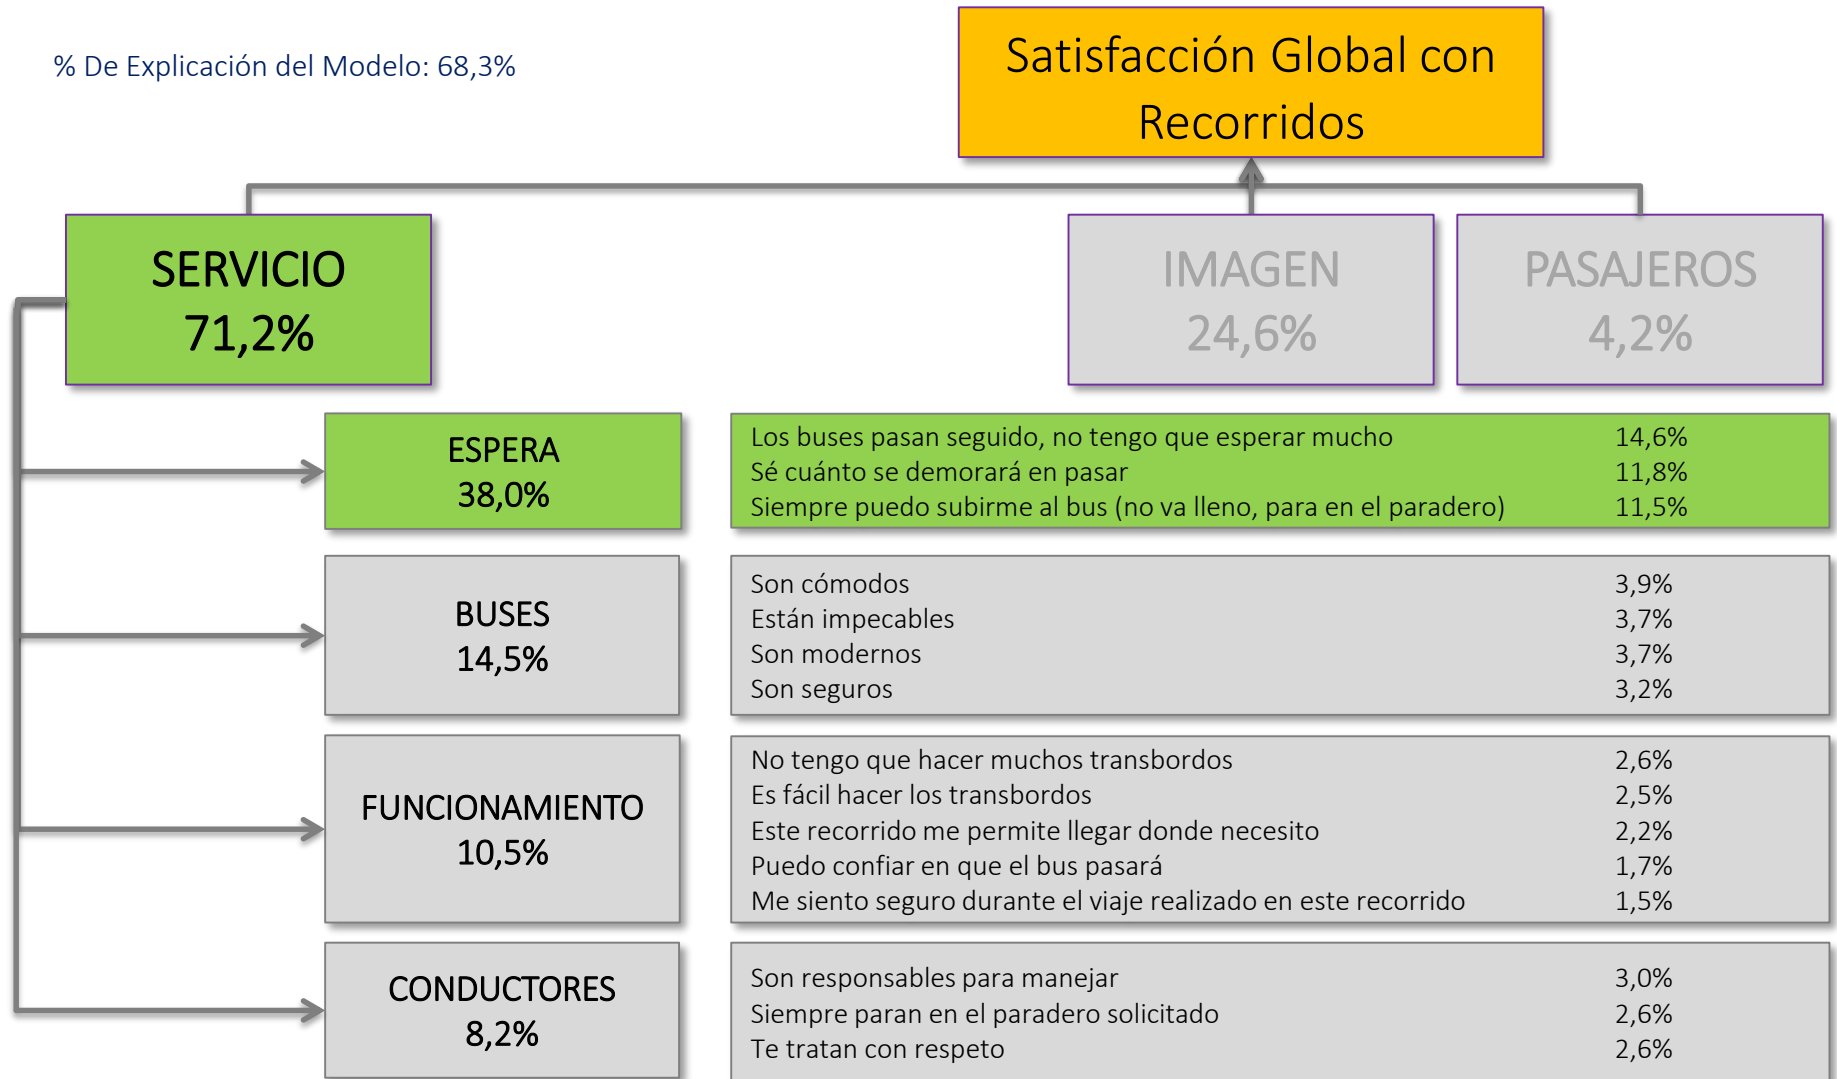 % De Explicación del Modelo: 68,3%
Satisfacción Global con
Recorridos
SERVICIO
71,2%
IMAGEN
24,6%
PASAJEROS
4,2%
ESPERA
38,0%
Los buses pasan seguido, no tengo que esperar mucho 14,6%
Sé cuánto se demorará en pasar 11,8%
Siempre puedo subirme al bus (no va lleno, para en el paradero) 11,5%
BUSES
14,5%
Son cómodos 3,9%
Están impecables 3,7%
Son modernos 3,7%
Son seguros 3,2%
FUNCIONAMIENTO
10,5%
No tengo que hacer muchos transbordos 2,6%
Es fácil hacer los transbordos 2,5%
Este recorrido me permite llegar donde necesito 2,2%
Puedo confiar en que el bus pasará 1,7%
Me siento seguro durante el viaje realizado en este recorrido 1,5%
CONDUCTORES
8,2%
Son responsables para manejar 3,0%
Siempre paran en el paradero solicitado 2,6%
Te tratan con respeto 2,6%